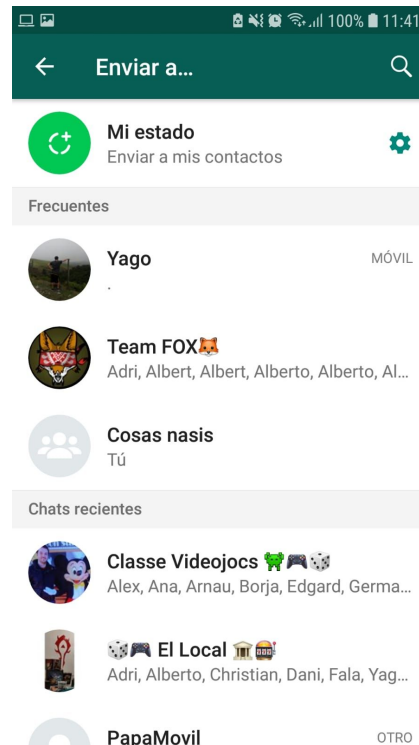 100% 11:41
Enviar a...
Mi estado
Enviar a mis contactos
Frecuentes
Yago
MÓVIL
.
Team FOX🦊
Adri, Albert, Albert, Alberto, Alberto, Al...
Cosas nasis
Tú
Chats recientes
Classe Videojocs 👾🎮🎲
Alex, Ana, Arnau, Borja, Edgard, Germa...
🎲🎮 El Local 🏛️🎰
Adri, Alberto, Christian, Dani, Fala, Yag...
PapaMovil
OTRO